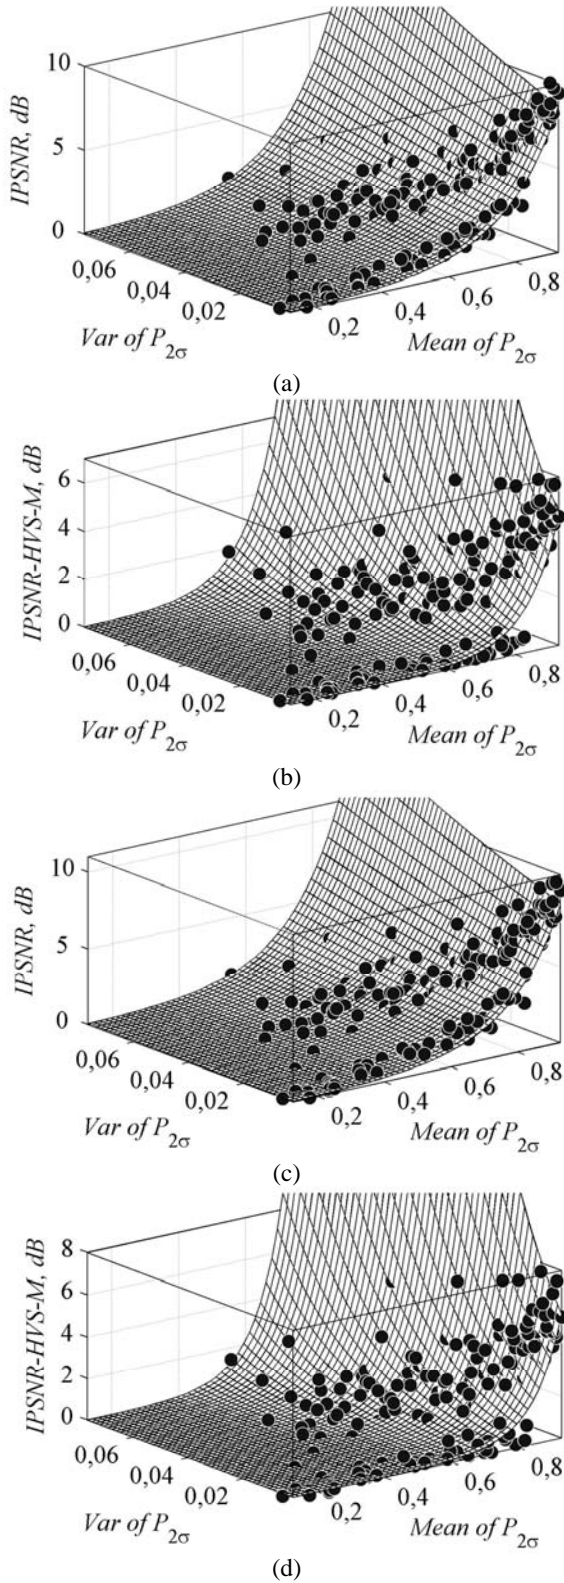 10
5
0
IPSNR, dB
0,06
0,04
0,02
Var of P2σ
0,2
0,4
0,6
0,8
Mean of P2σ
(a)
6
4
2
0
IPSNR-HVS-M, dB
0,06
0,04
0,02
Var of P2σ
0,2
0,4
0,6
0,8
Mean of P2σ
(b)
10
5
0
IPSNR, dB
0,06
0,04
0,02
Var of P2σ
0,2
0,4
0,6
0,8
Mean of P2σ
(c)
8
6
4
2
0
IPSNR-HVS-M, dB
0,06
0,04
0,02
Var of P2σ
0,2
0,4
0,6
0,8
Mean of P2σ
(d)